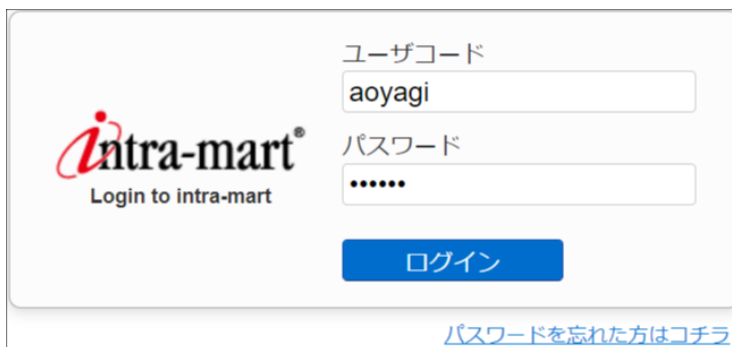 ユーザコード
aoyagi
intra-mart®
Login to intra-mart
パスワード
••••••
ログイン
パスワードを忘れた方はコチラ